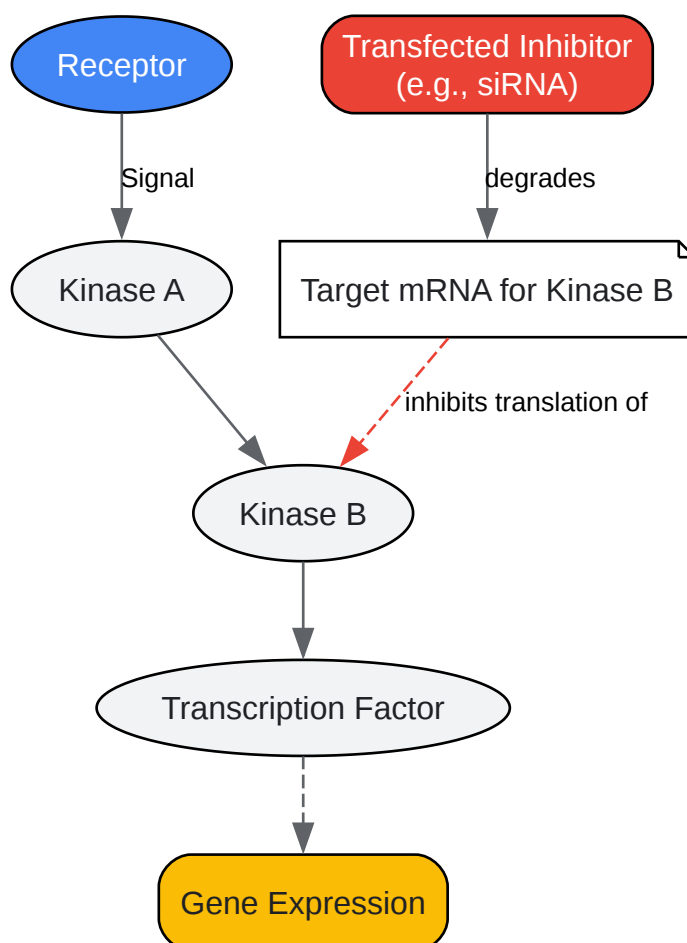 Receptor
Transfected Inhibitor
(e.g., siRNA)
Signal
degrades
Kinase A
Target mRNA for Kinase B
inhibits translation of
Kinase B
Transcription Factor
Gene Expression